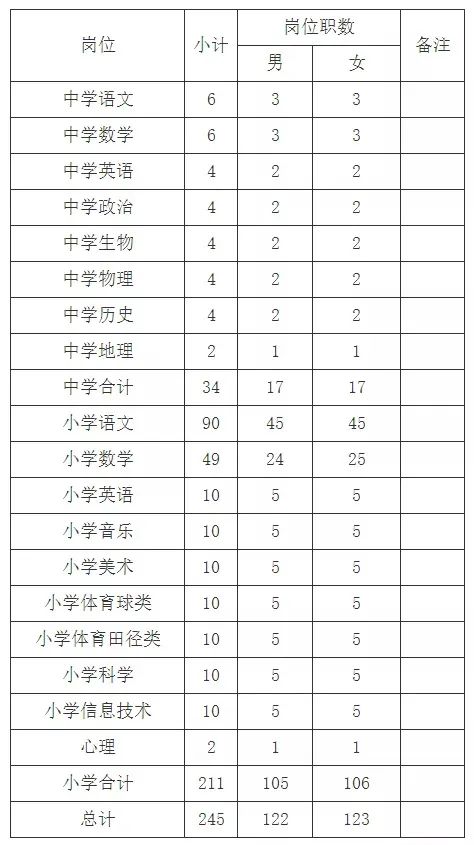 岗位 小计 岗位职数 备注
男 女
中学语文 6 3 3
中学数学 6 3 3
中学英语 4 2 2
中学政治 4 2 2
中学生物 4 2 2
中学物理 4 2 2
中学历史 4 2 2
中学地理 2 1 1
中学合计 34 17 17
小学语文 90 45 45
小学数学 49 24 25
小学英语 10 5 5
小学音乐 10 5 5
小学美术 10 5 5
小学体育球类 10 5 5
小学体育田径类 10 5 5
小学科学 10 5 5
小学信息技术 10 5 5
心理 2 1 1
小学合计 211 105 106
总计 245 122 123